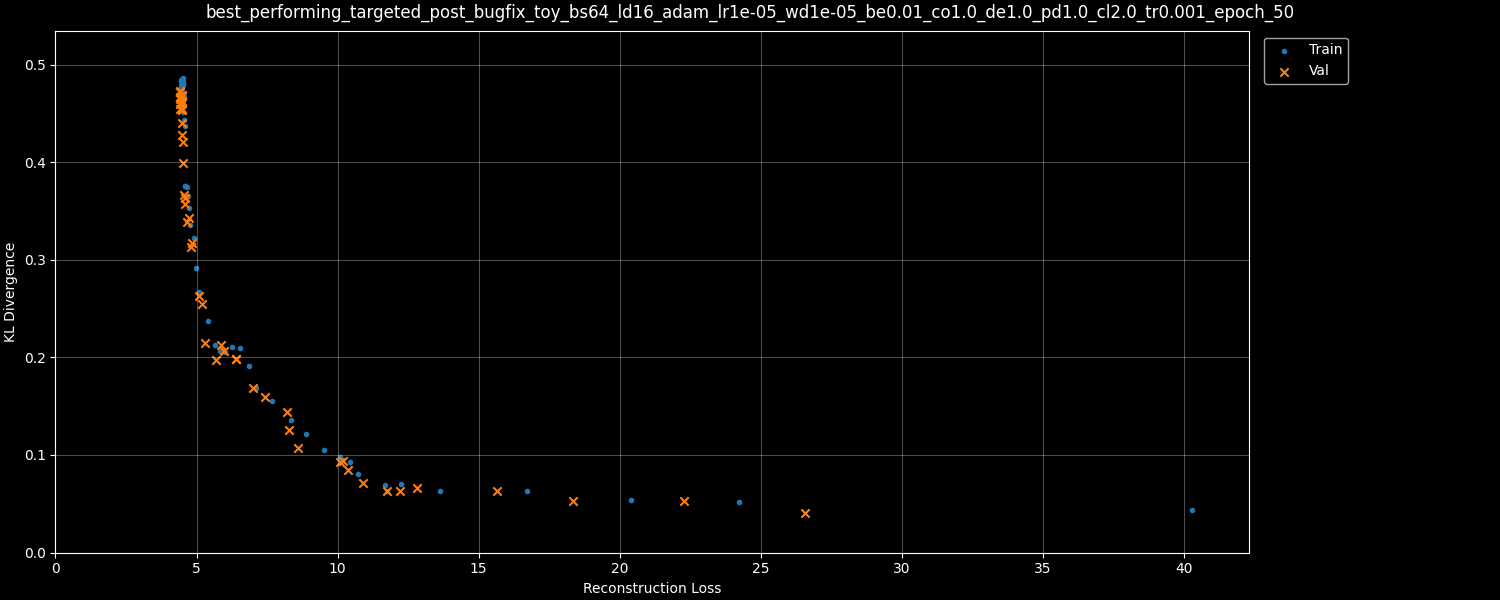 best_performing_targeted_post_bugfix_toy_bs64_ld16_adam_lr1e-05_wd1e-05_be0.01_co1.0_de1.0_pd1.0_cl2.0_tr0.001_epoch_50
Train
Val
0.5
0.4
0.3
0.2
0.1
0.0
KL Divergence
0 5 10 15 20 25 30 35 40
Reconstruction Loss